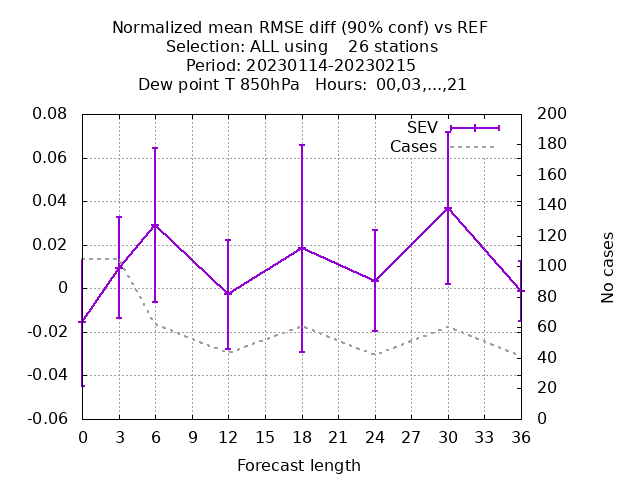 Normalized mean RMSE diff (90% conf) vs REF
Selection: ALL using    26 stations
Period: 20230114-20230215
Dew point T 850hPa   Hours:  00,03,...,21
0.08
0.06
0.04
0.02
0
-0.02
-0.04
-0.06
SEV
Cases
200
180
160
140
120
100
80
60
40
20
0
No cases
0 3 6 9 12 15 18 21 24 27 30 33 36
Forecast length